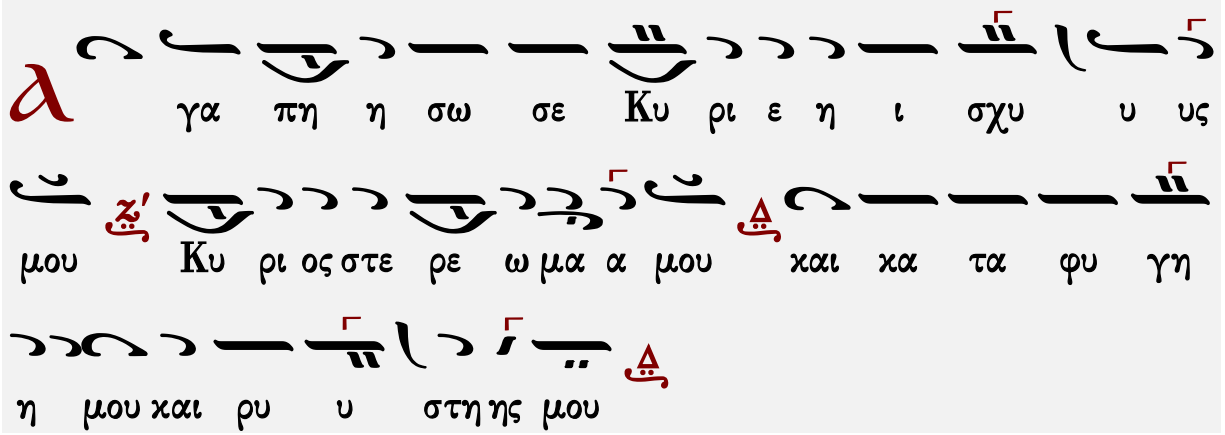 α γα πη η σω σε Κυ ρι ε η ι σχυ υ υς
μου ζ′ Κυ ρι ος στε ρε ω μα α μου Δ και κα τα φυ γη
η μου και ρυ υ στη ης μου Δ